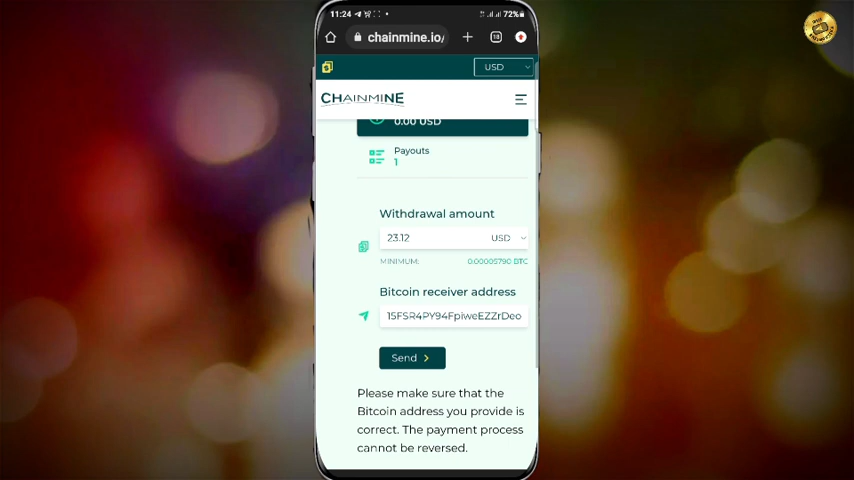 11:24
72%
chainmine.io/
18
USD
CHAINMINE
0.00 USD
Payouts
1
Withdrawal amount
23.12 USD
MINIMUM: 0.00005790 BTC
Bitcoin receiver address
15FSR4PY94FpiweEZZrDeo
Send
Please make sure that the
Bitcoin address you provide is
correct. The payment process
cannot be reversed.